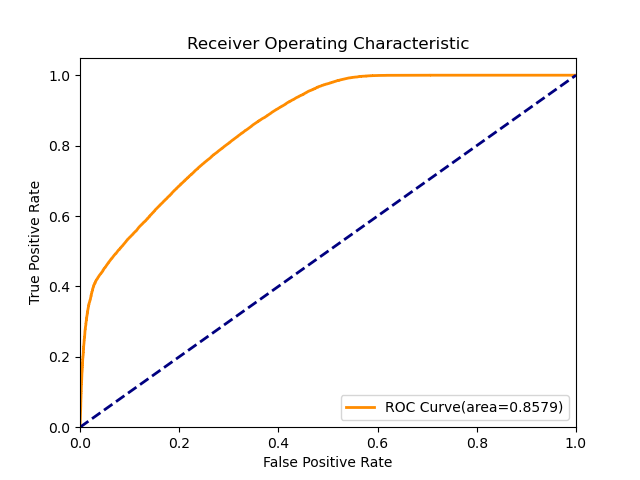 Receiver Operating Characteristic
True Positive Rate
1.0
0.8
0.6
0.4
0.2
0.0
ROC Curve(area=0.8579)
0.0 0.2 0.4 0.6 0.8 1.0
False Positive Rate